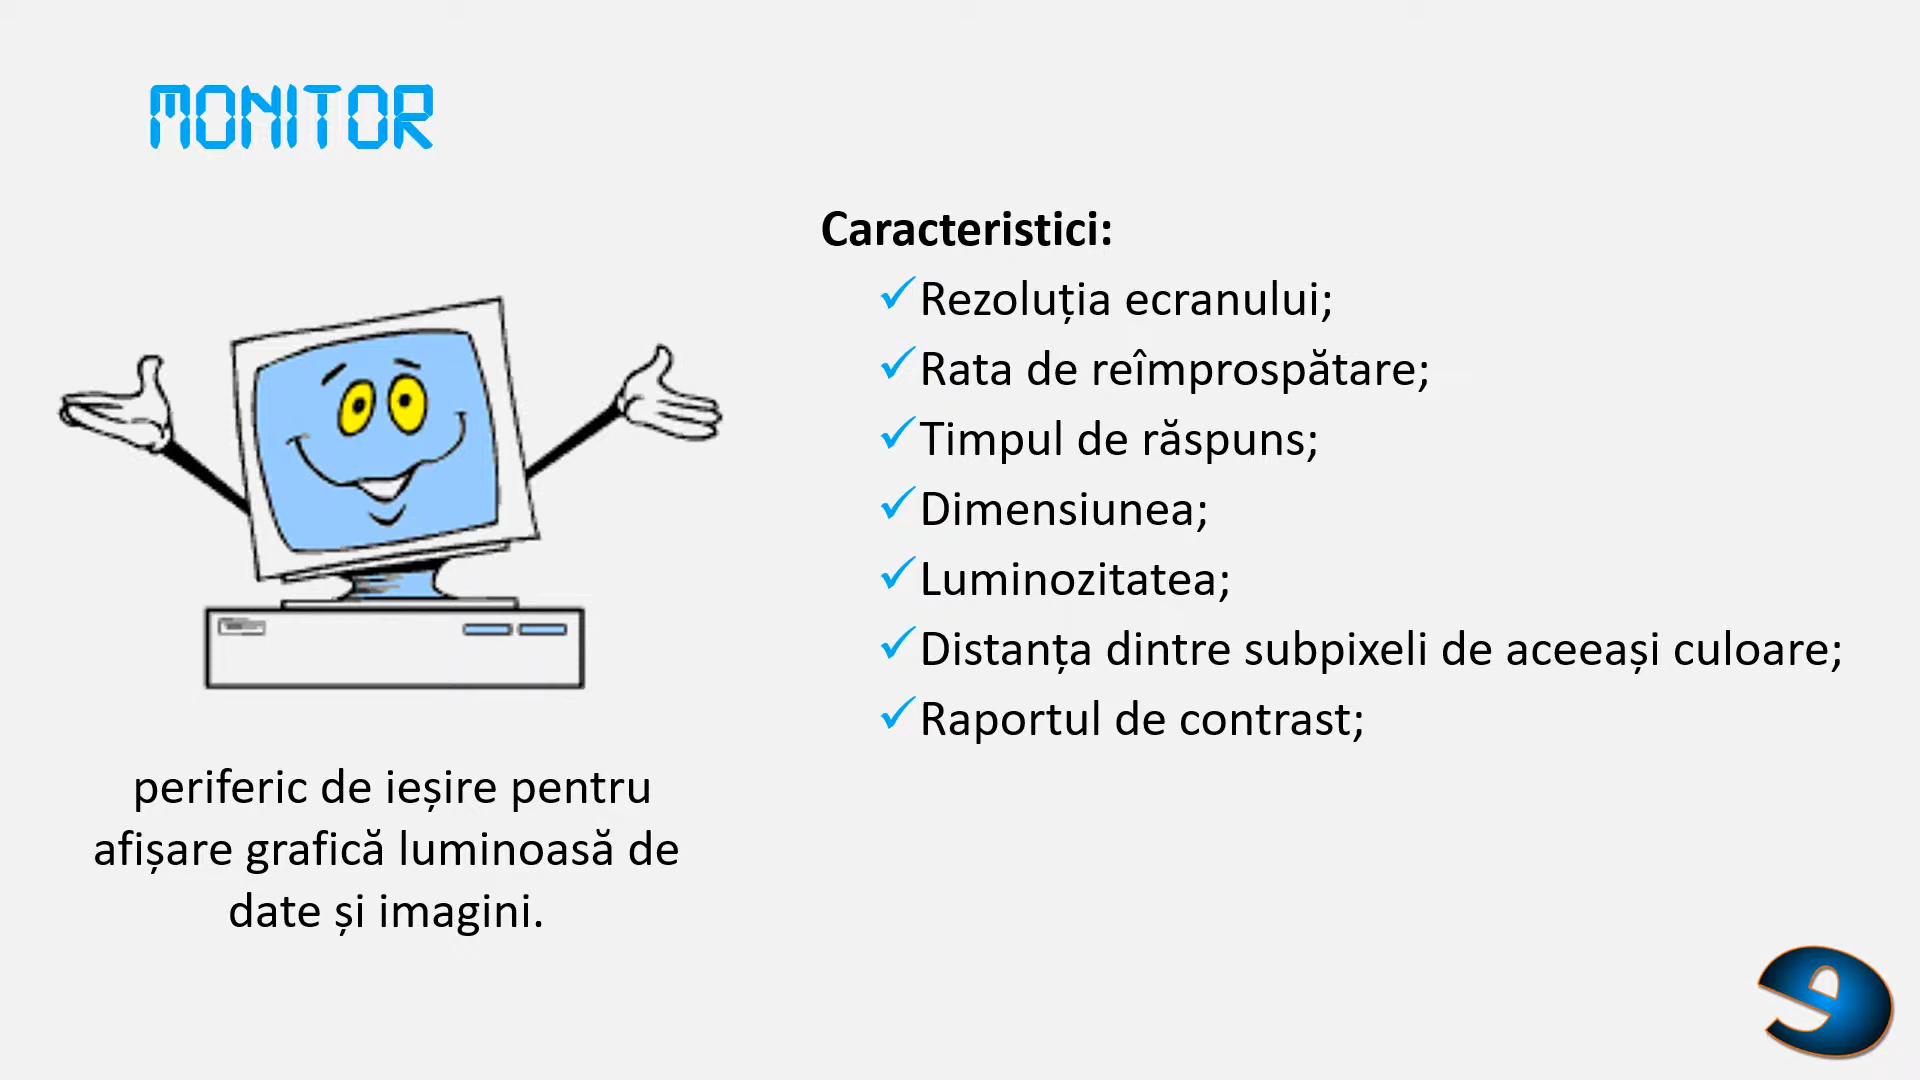 MONITOR
Caracteristici:
Rezoluția ecranului;
Rata de reîmprospătare;
Timpul de răspuns;
Dimensiunea;
Luminozitatea;
Distanța dintre subpixeli de aceeași culoare;
Raportul de contrast;
periferic de ieșire pentru
afișare grafică luminoasă de
date și imagini.